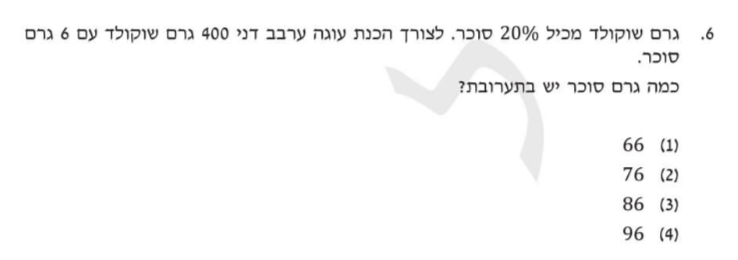 6. גרם שוקולד מכיל 20% סוכר. לצורך הכנת עוגה ערבב דני 400 גרם שוקולד עם 6 גרם
סוכר.
כמה גרם סוכר יש בתערובת?
(1) 66
(2) 76
(3) 86
(4) 96